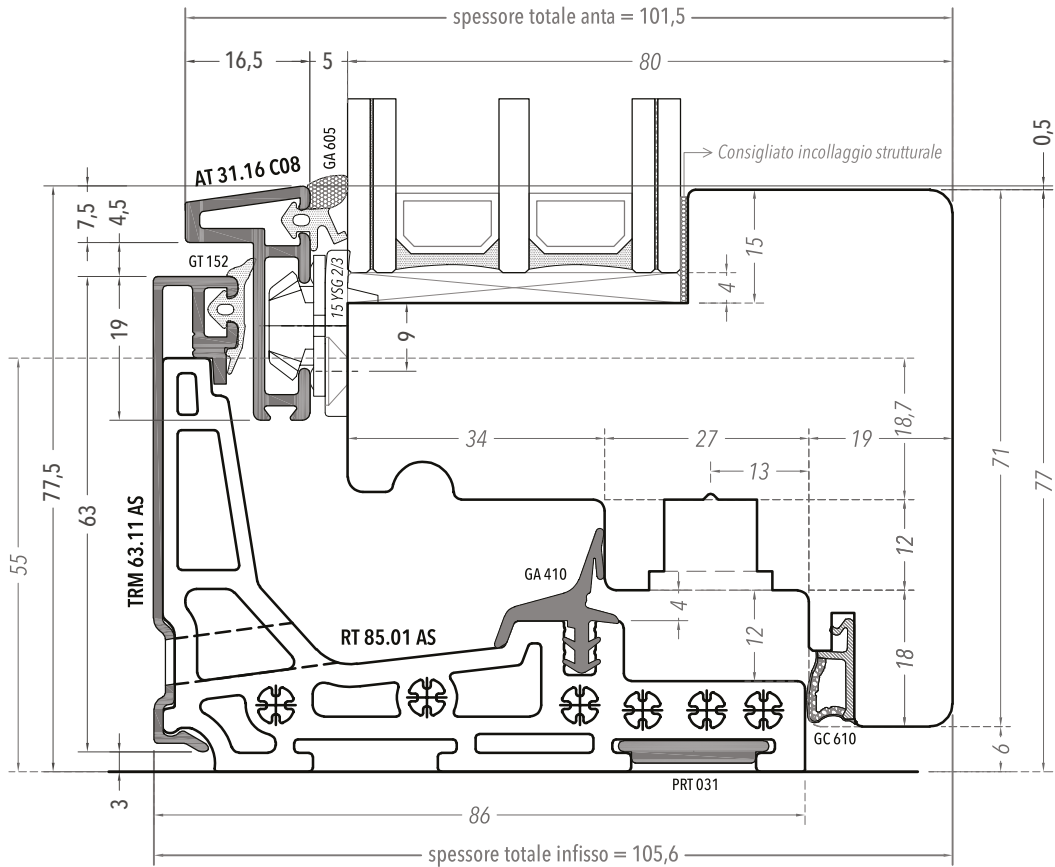 spessore totale anta = 101,5
16,5
5
80
GA 605
0,5
Consigliato incollaggio strutturale
AT 31.16 C08
7,5
4,5
15
4
GT 152
15 YSG 2/3
19
9
18,7
34
27
19
13
71
77
77,5
63
55
TRM 63.11 AS
12
GA 410
4
12
18
RT 85.01 AS
GC 610
6
3
PRT 031
86
spessore totale infisso = 105,6